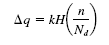 Δq = kH(n/N_d)